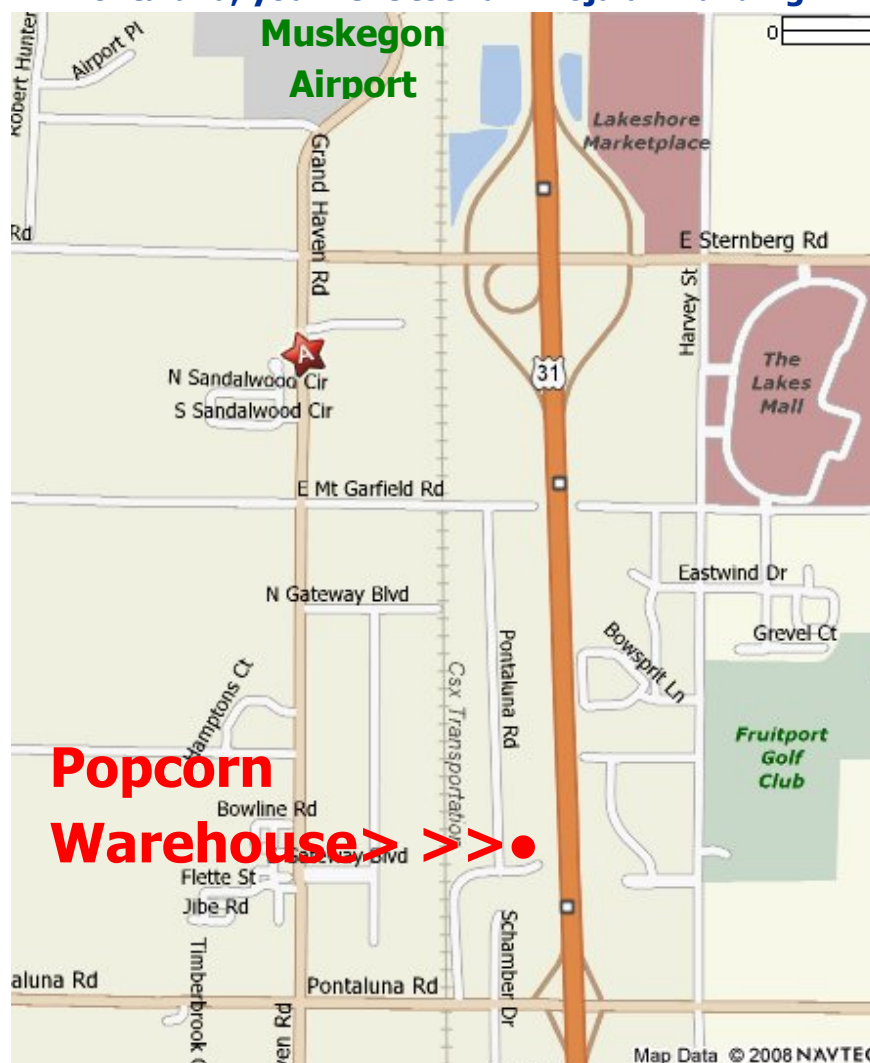 Muskegon
Airport
0
Robert Hunter
Airport Pl
Lakeshore
Marketplace
Grand Haven Rd
Rd
E Sternberg Rd
Harvey St
A
31
The
Lakes
Mall
N Sandalwood Cir
S Sandalwood Cir
E Mt Garfield Rd
Eastwind Dr
N Gateway Blvd
Grevel Ct
Bowsprit Ln
Pontaluna Rd
Csx Transportation
Hamptons Ct
Fruitport
Golf
Club
Popcorn
Warehouse> >>●
Bowline Rd
Gateway Blvd
Flette St
Jibe Rd
Timberbrook
Schamber Dr
aluna Rd
Pontaluna Rd
ven Rd
Map Data © 2008 NAVTEQ